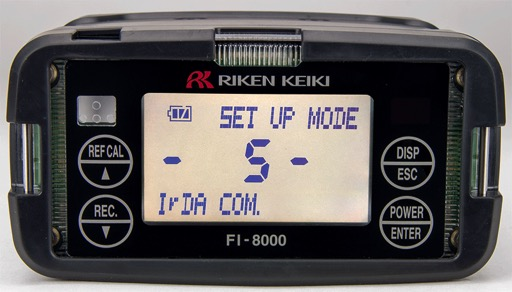 RIKEN KEIKI
SET UP MODE
- 5 -
IrDA COM.
REF CAL
▲
REC.
▼
DISP
ESC
POWER
ENTER
FI-8000